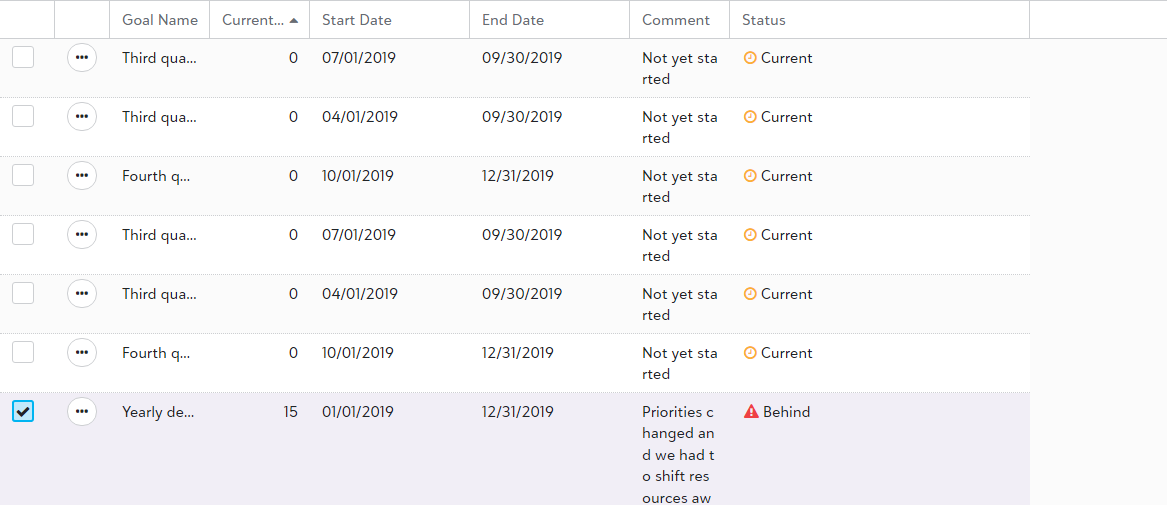 Goal Name Current... Start Date End Date Comment Status
Third qua... 0 07/01/2019 09/30/2019 Not yet sta Current
rted
Third qua... 0 04/01/2019 09/30/2019 Not yet sta Current
rted
Fourth q... 0 10/01/2019 12/31/2019 Not yet sta Current
rted
Third qua... 0 07/01/2019 09/30/2019 Not yet sta Current
rted
Third qua... 0 04/01/2019 09/30/2019 Not yet sta Current
rted
Fourth q... 0 10/01/2019 12/31/2019 Not yet sta Current
rted
Yearly de... 15 01/01/2019 12/31/2019 Priorities c Behind
hanged an
d we had t
o shift res
ources aw